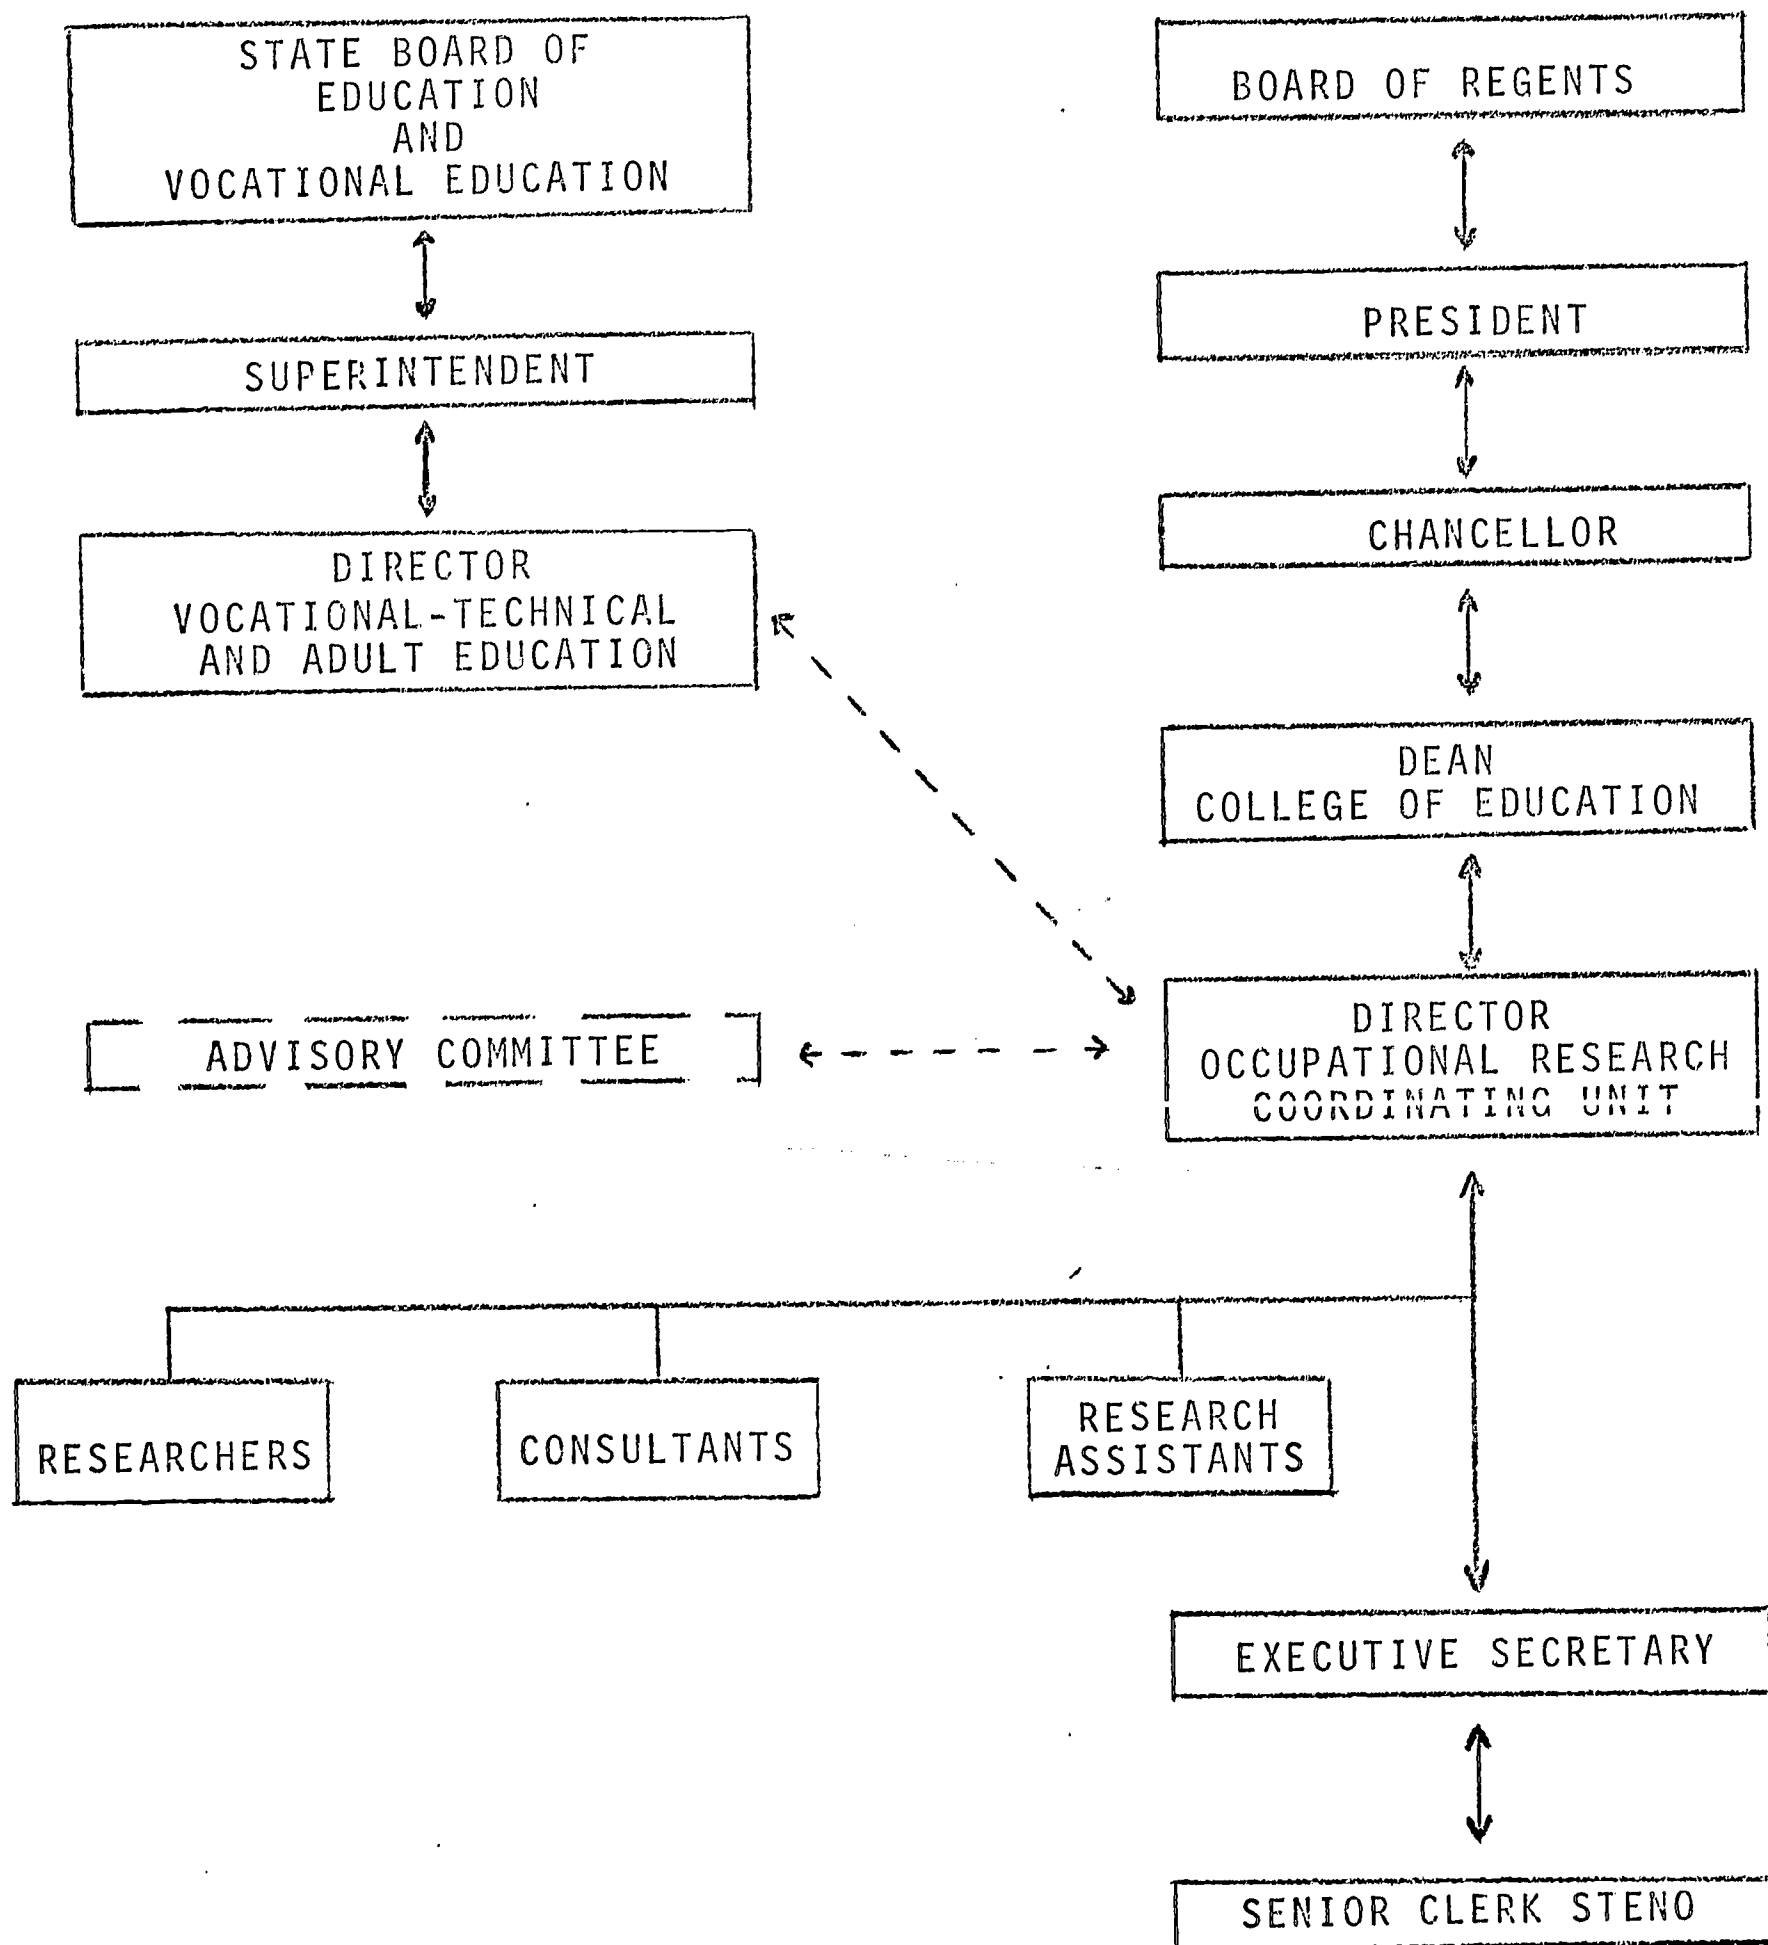 STATE BOARD OF
EDUCATION
AND
VOCATIONAL EDUCATION
SUPERINTENDENT
DIRECTOR
VOCATIONAL-TECHNICAL
AND ADULT EDUCATION
BOARD OF REGENTS
PRESIDENT
CHANCELLOR
DEAN
COLLEGE OF EDUCATION
ADVISORY COMMITTEE
DIRECTOR
OCCUPATIONAL RESEARCH
COORDINATING UNIT
RESEARCHERS
CONSULTANTS
RESEARCH
ASSISTANTS
EXECUTIVE SECRETARY
SENIOR CLERK STENO